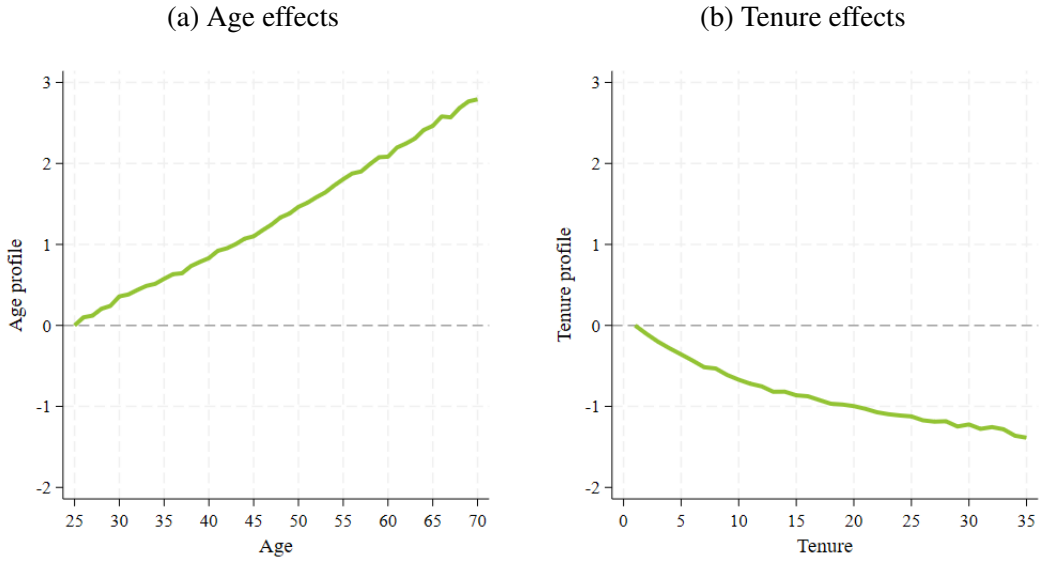 (a) Age effects
3
2
1
0
-1
-2
Age profile
25 30 35 40 45 50 55 60 65 70
Age
(b) Tenure effects
3
2
1
0
-1
-2
Tenure profile
0 5 10 15 20 25 30 35
Tenure